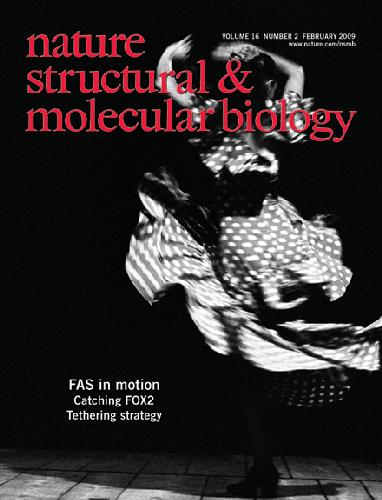 VOLUME 16 NUMBER 2 FEBRUARY 2009
www.nature.com/nsmb
nature
structural &
molecular biology
FAS in motion
Catching FOX2
Tethering strategy